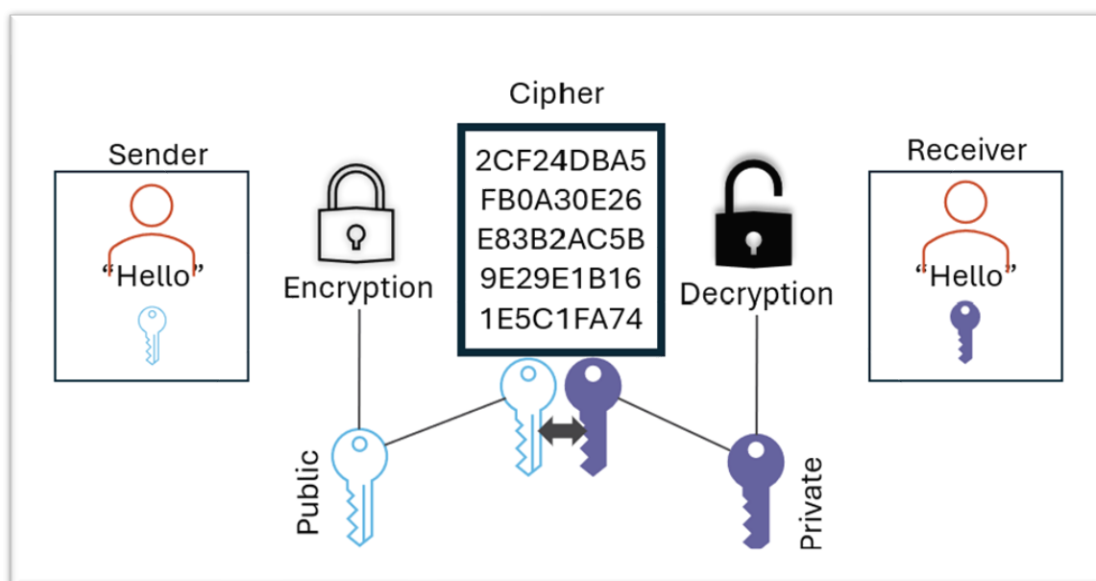 Cipher
Sender
Receiver
2CF24DBA5
FB0A30E26
E83B2AC5B
9E29E1B16
1E5C1FA74
“Hello”
“Hello”
Encryption
Decryption
Public
Private